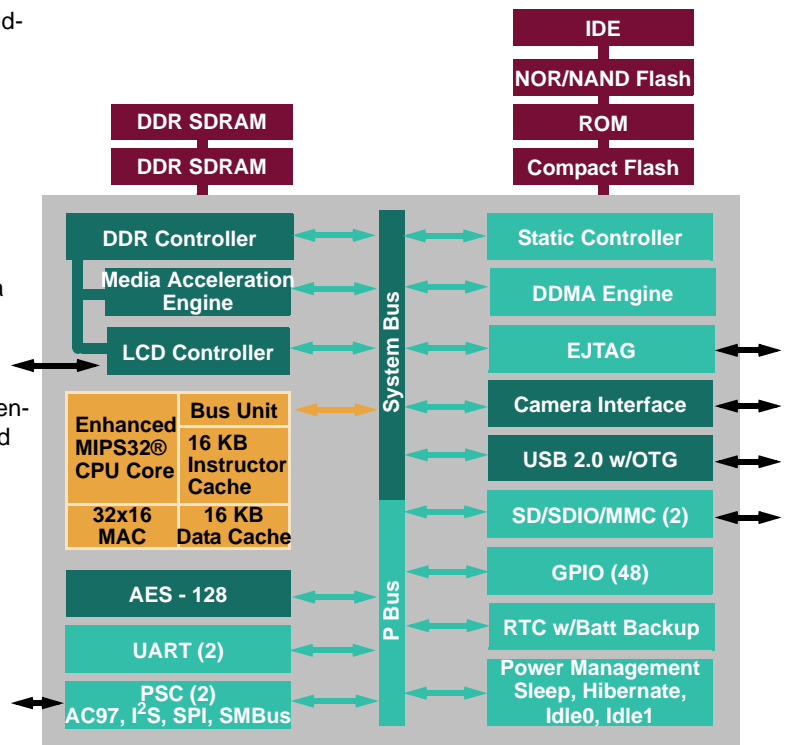 d-
a
en-
d
IDE
NOR/NAND Flash
ROM
Compact Flash
DDR SDRAM
DDR SDRAM
DDR Controller
Media Acceleration
Engine
LCD Controller
Enhanced
MIPS32®
CPU Core
Bus Unit
16 KB
Instructor
Cache
32x16
MAC
16 KB
Data Cache
AES - 128
UART (2)
PSC (2)
AC97, I²S, SPI, SMBus
System Bus
P Bus
Static Controller
DDMA Engine
EJTAG
Camera Interface
USB 2.0 w/OTG
SD/SDIO/MMC (2)
GPIO (48)
RTC w/Batt Backup
Power Management
Sleep, Hibernate,
Idle0, Idle1